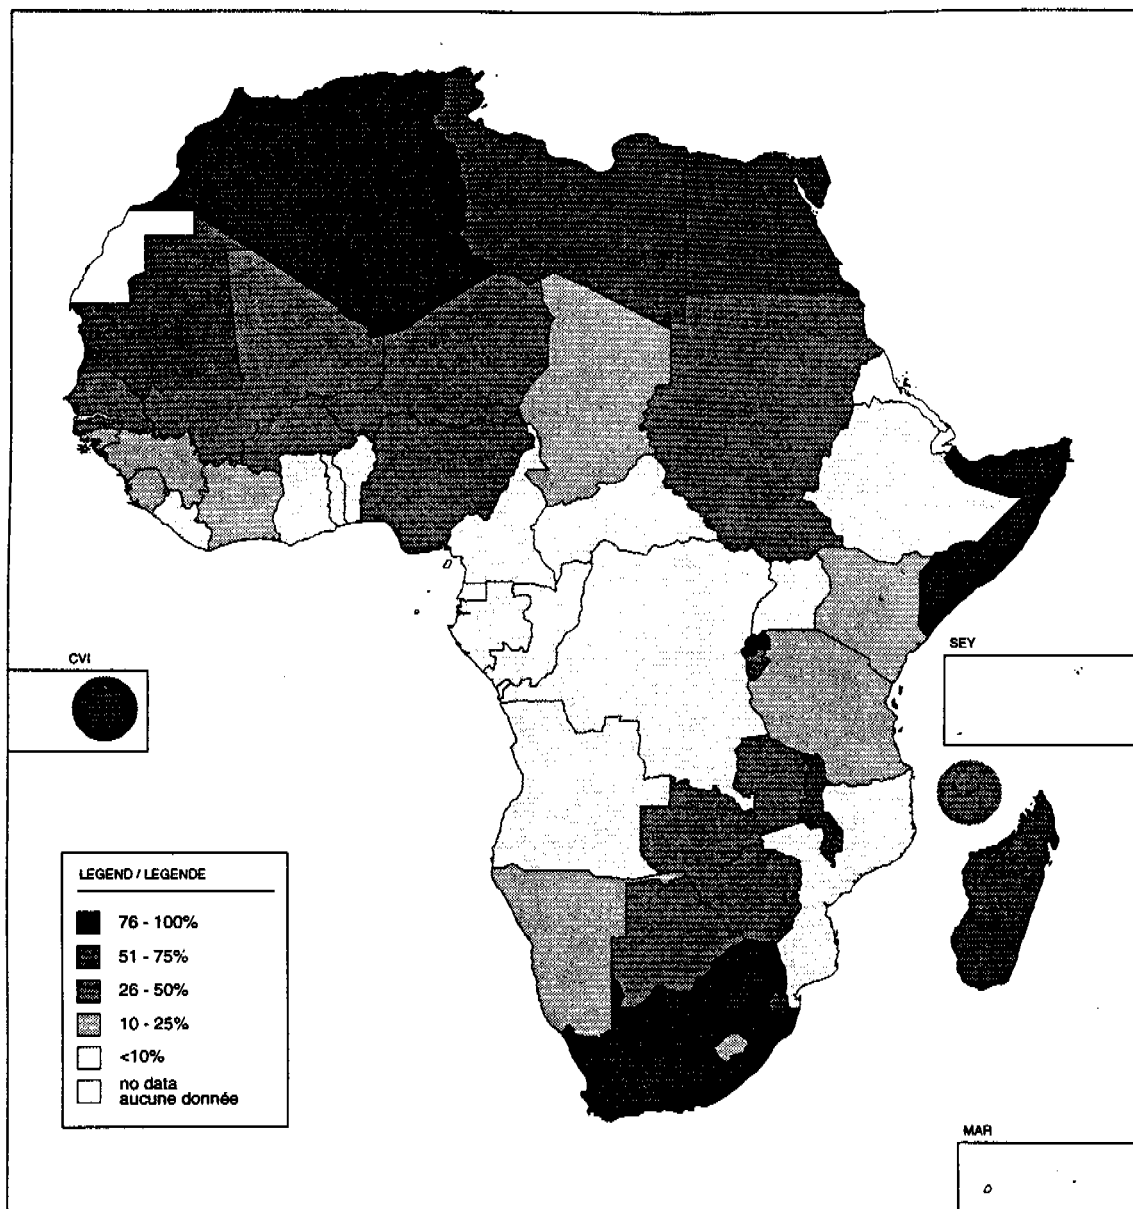 CVI
SEY
LEGEND / LEGENDE
76 - 100%
51 - 75%
26 - 50%
10 - 25%
<10%
no data
aucune donnée
MAR